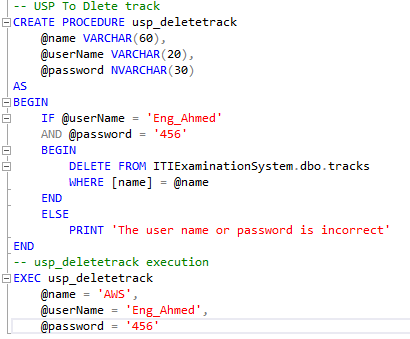 -- USP To Dlete track
CREATE PROCEDURE usp_deletetrack
@name VARCHAR(60),
@userName VARCHAR(20),
@password NVARCHAR(30)
AS
BEGIN
IF @userName = 'Eng_Ahmed'
AND @password = '456'
BEGIN
DELETE FROM ITIExaminationSystem.dbo.tracks
WHERE [name] = @name
END
ELSE
PRINT 'The user name or password is incorrect'
END
-- usp_deletetrack execution
EXEC usp_deletetrack
@name = 'AWS',
@userName = 'Eng_Ahmed',
@password = '456'